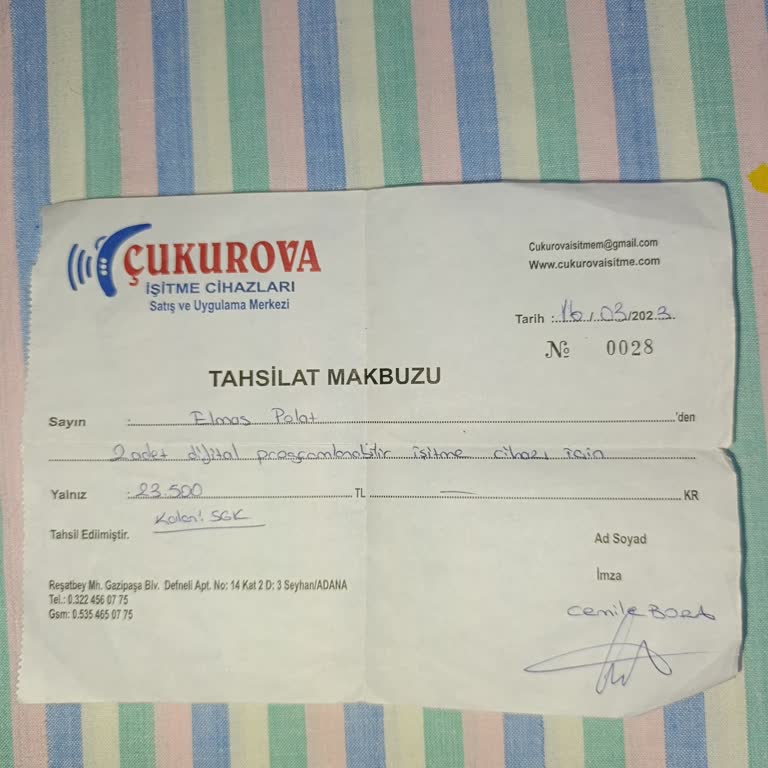 ÇUKUROVA
İŞİTME CİHAZLARI
Satış ve Uygulama Merkezi
Cukurovaisitmem@gmail.com
Www.cukurovaisitme.com
Tarih : 16/03/2023
№ 0028
TAHSİLAT MAKBUZU
Sayın : Elmas Polat 'den
2 adet dijital programlanabilir işitme cihazı için
Yalnız : 23.500 TL — KR
Kalan: SGK
Tahsil Edilmiştir.
Ad Soyad
İmza
Cemile
Reşatbey Mh. Gazipaşa Blv. Defneli Apt. No: 14 Kat 2 D: 3 Seyhan/ADANA
Tel.: 0.322 456 07 75
Gsm: 0.535 465 07 75